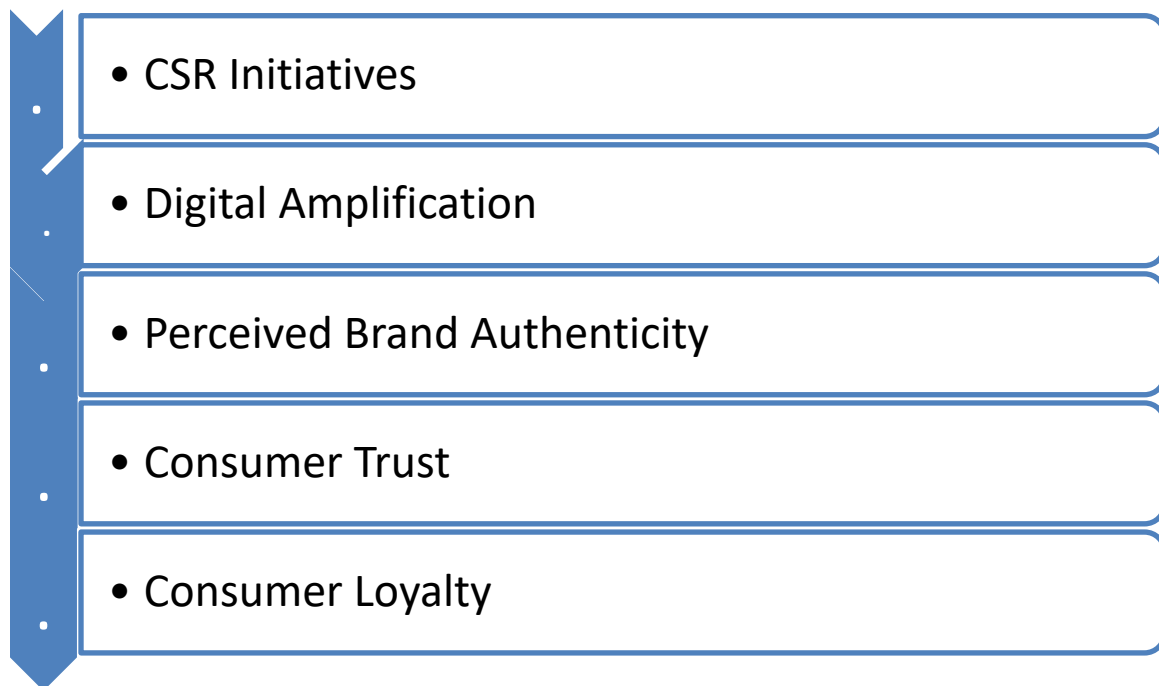 • CSR Initiatives
• Digital Amplification
• Perceived Brand Authenticity
• Consumer Trust
• Consumer Loyalty